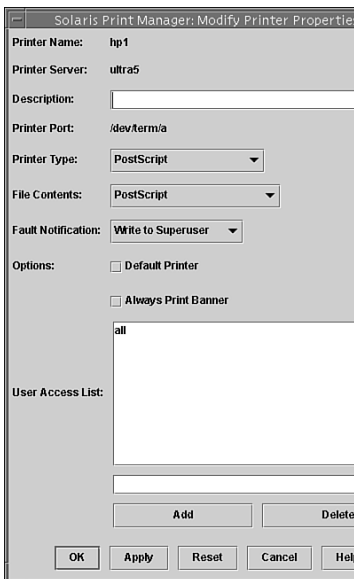 Solaris Print Manager: Modify Printer Properties
Printer Name: hp1
Printer Server: ultra5
Description:
Printer Port: /dev/term/a
Printer Type: PostScript
File Contents: PostScript
Fault Notification: Write to Superuser
Options: Default Printer
Always Print Banner
all
User Access List:
Add Delete
OK Apply Reset Cancel Help